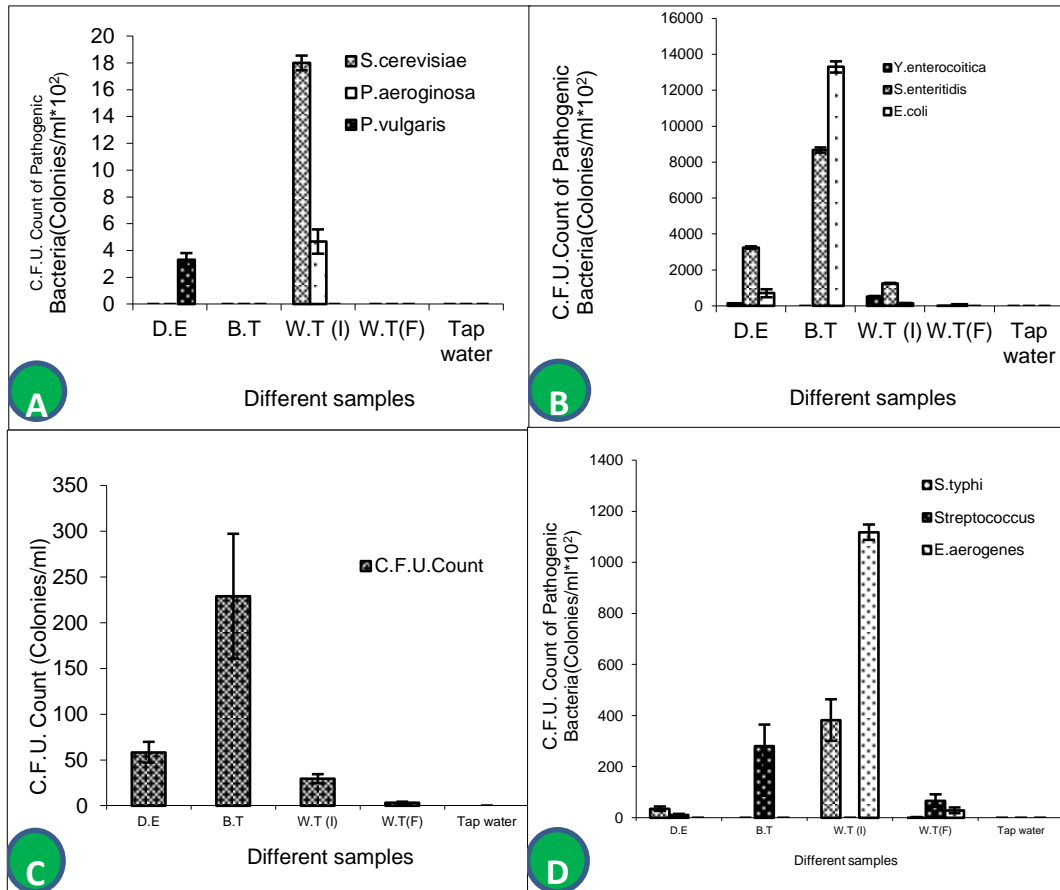 20
18
16
14
12
10
8
6
4
2
0
C.F.U. Count of Pathogenic
Bacteria(Colonies/ml*10²)
S.cerevisiae
P.aeroginosa
P.vulgaris
D.E B.T W.T (I) W.T(F) Tap
water
Different samples
A
16000
14000
12000
10000
8000
6000
4000
2000
0
C.F.U.Count of Pathogenic
Bacteria(Colonies/ml*10²)
Y.enterocoitica
S.enteritidis
E.coli
D.E B.T W.T (I) W.T(F) Tap
water
Different samples
B
350
300
250
200
150
100
50
0
C.F.U. Count (Colonies/ml)
C.F.U.Count
D.E B.T W.T (I) W.T(F) Tap water
Different samples
C
1400
1200
1000
800
600
400
200
0
C.F.U. Count of Pathogenic
Bacteria(Colonies/ml*10²)
S.typhi
Streptococcus
E.aerogenes
D.E B.T W.T (I) W.T(F) Tap water
Different samples
D